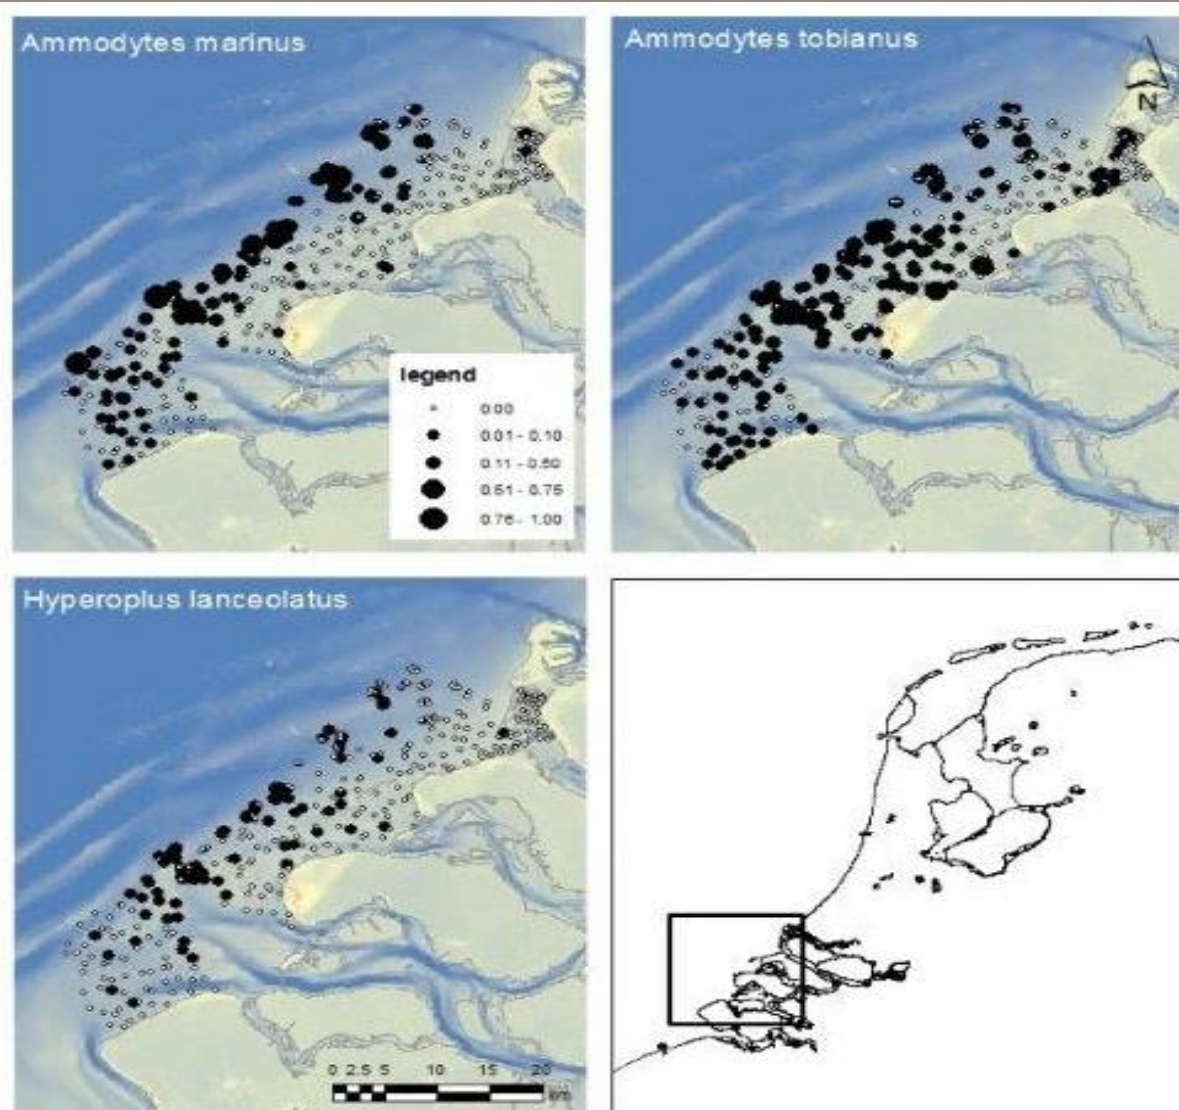 Ammodytes marinus
Ammodytes tobianus
N
legend
0.00
0.01 - 0.10
0.11 - 0.50
0.51 - 0.75
0.76 - 1.00
Hyperoplus lanceolatus
0 2.5 5 10 15 20
km